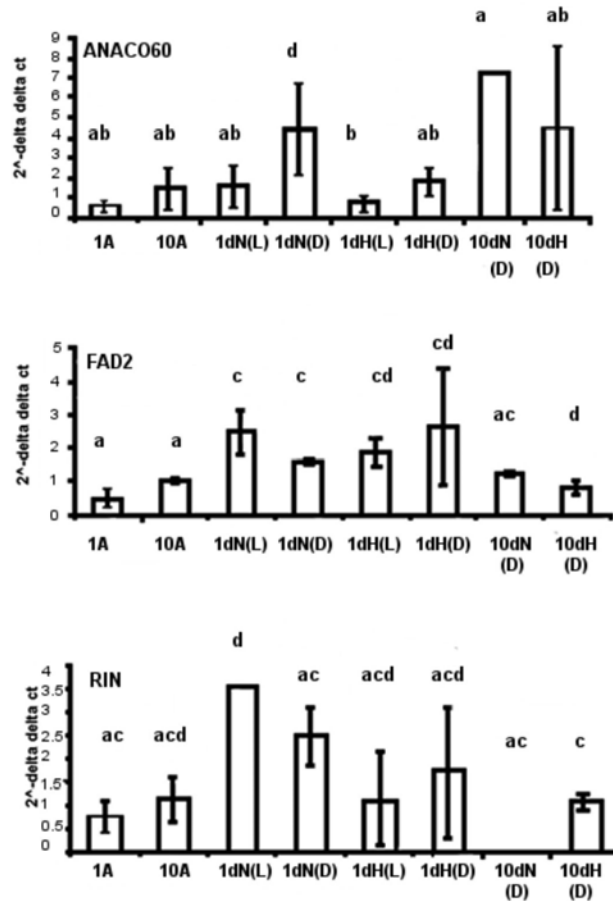 a ab
9
ANACO60
8
d
7
6
2^-delta delta ct
5
ab ab ab b ab
4
3
2
1
0
1A 10A 1dN(L) 1dN(D) 1dH(L) 1dH(D) 10dN 10dH
(D) (D)
cd
5
FAD2
c c cd
4
ac d
3
a a
2^-delta delta ct
2
1
0
1A 10A 1dN(L) 1dN(D) 1dH(L) 1dH(D) 10dN 10dH
(D) (D)
d
4
RIN
ac acd acd
3.5
3
ac acd ac c
2.5
2^-delta delta ct
1.5
1
0.5
0
1A 10A 1dN(L) 1dN(D) 1dH(L) 1dH(D) 10dN 10dH
(D) (D)